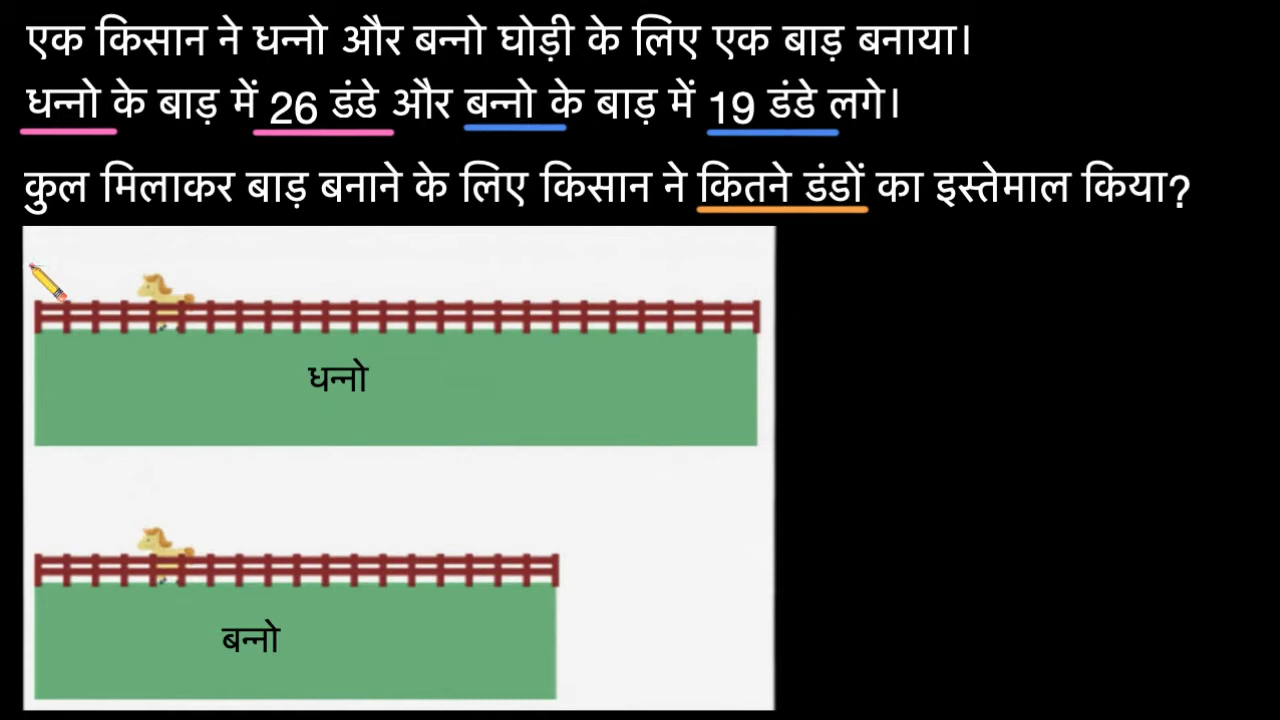 एक किसान ने धन्नो और बन्नो घोड़ी के लिए एक बाड़ बनाया।
धन्नो के बाड़ में 26 डंडे और बन्नो के बाड़ में 19 डंडे लगे।
कुल मिलाकर बाड़ बनाने के लिए किसान ने कितने डंडों का इस्तेमाल किया?
धन्नो
बन्नो